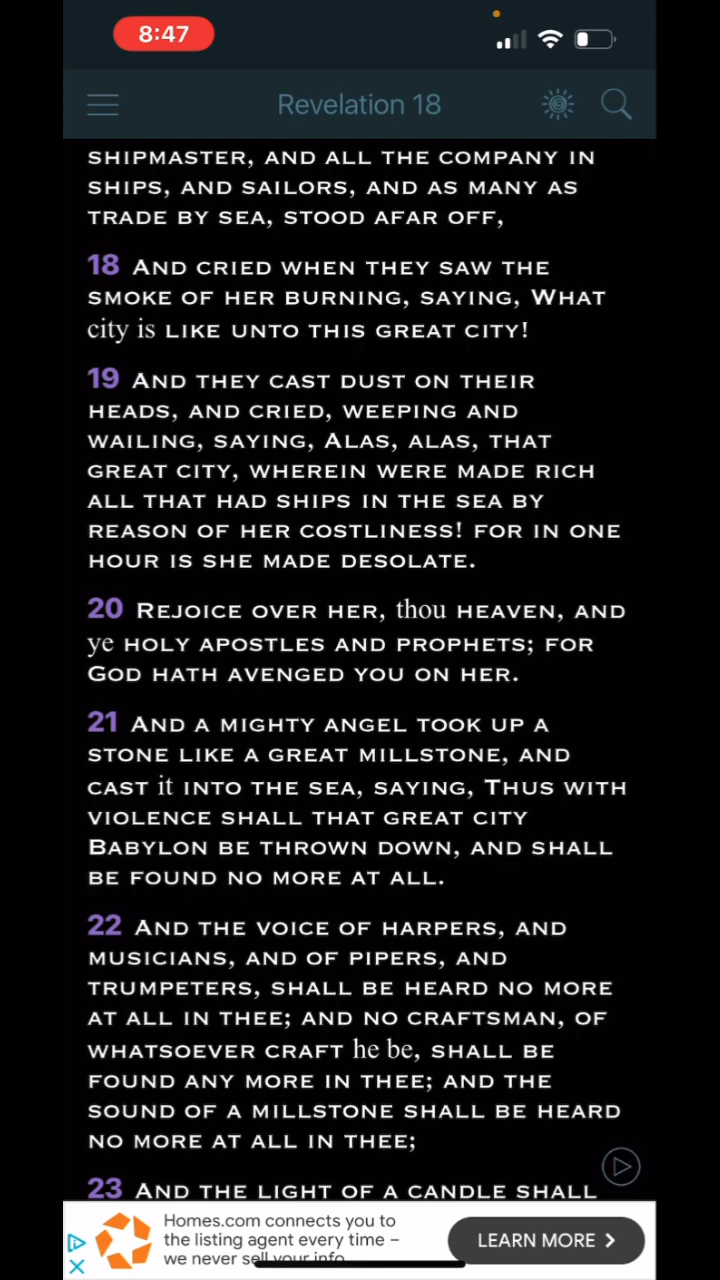 8:47
Revelation 18
SHIPMASTER, AND ALL THE COMPANY IN
SHIPS, AND SAILORS, AND AS MANY AS
TRADE BY SEA, STOOD AFAR OFF,
18 AND CRIED WHEN THEY SAW THE
SMOKE OF HER BURNING, SAYING, WHAT
city is LIKE UNTO THIS GREAT CITY!
19 AND THEY CAST DUST ON THEIR
HEADS, AND CRIED, WEEPING AND
WAILING, SAYING, ALAS, ALAS, THAT
GREAT CITY, WHEREIN WERE MADE RICH
ALL THAT HAD SHIPS IN THE SEA BY
REASON OF HER COSTLINESS! FOR IN ONE
HOUR IS SHE MADE DESOLATE.
20 REJOICE OVER HER, thou HEAVEN, AND
ye HOLY APOSTLES AND PROPHETS; FOR
GOD HATH AVENGED YOU ON HER.
21 AND A MIGHTY ANGEL TOOK UP A
STONE LIKE A GREAT MILLSTONE, AND
CAST it INTO THE SEA, SAYING, THUS WITH
VIOLENCE SHALL THAT GREAT CITY
BABYLON BE THROWN DOWN, AND SHALL
BE FOUND NO MORE AT ALL.
22 AND THE VOICE OF HARPERS, AND
MUSICIANS, AND OF PIPERS, AND
TRUMPETERS, SHALL BE HEARD NO MORE
AT ALL IN THEE; AND NO CRAFTSMAN, OF
WHATSOEVER CRAFT he be, SHALL BE
FOUND ANY MORE IN THEE; AND THE
SOUND OF A MILLSTONE SHALL BE HEARD
NO MORE AT ALL IN THEE;
23 AND THE LIGHT OF A CANDLE SHALL
Homes.com connects you to
the listing agent every time –
we never sell your info
LEARN MORE